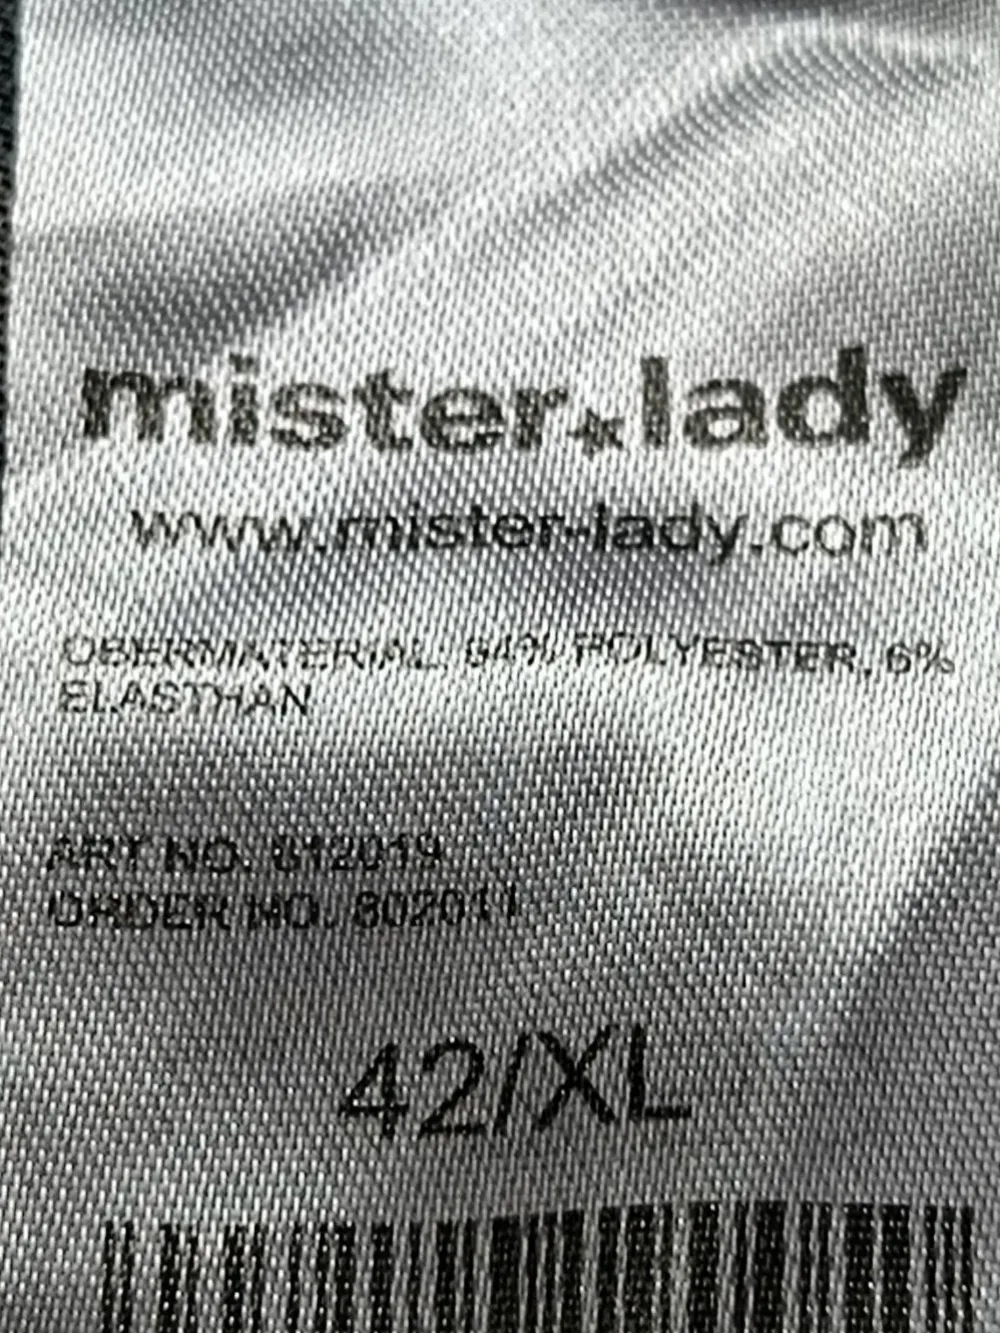 mister★lady
www.mister-lady.com
OBERMATERIAL, 94% POLYESTER, 6%
ELASTHAN
ART NO. 812019
ORDER NO. 802011
42/XL